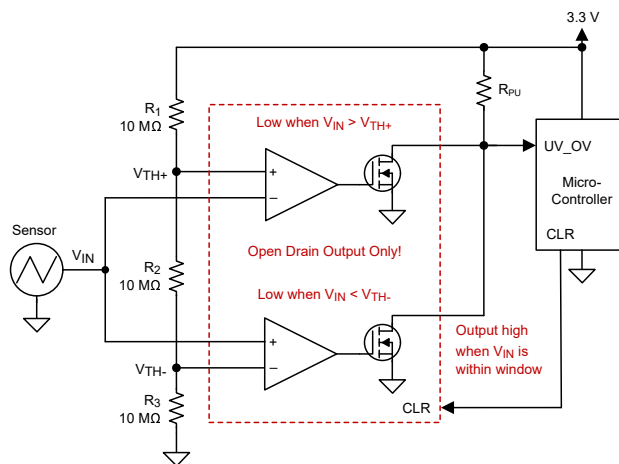 3.3 V
R1
10 MΩ
Low when VIN > VTH+
RPU
UV_OV
Micro-
Controller
CLR
VTH+
+
−
Sensor
VIN
R2
10 MΩ
Open Drain Output Only!
Low when VIN < VTH-
+
−
Output high
when VIN is
within window
VTH-
R3
10 MΩ
CLR